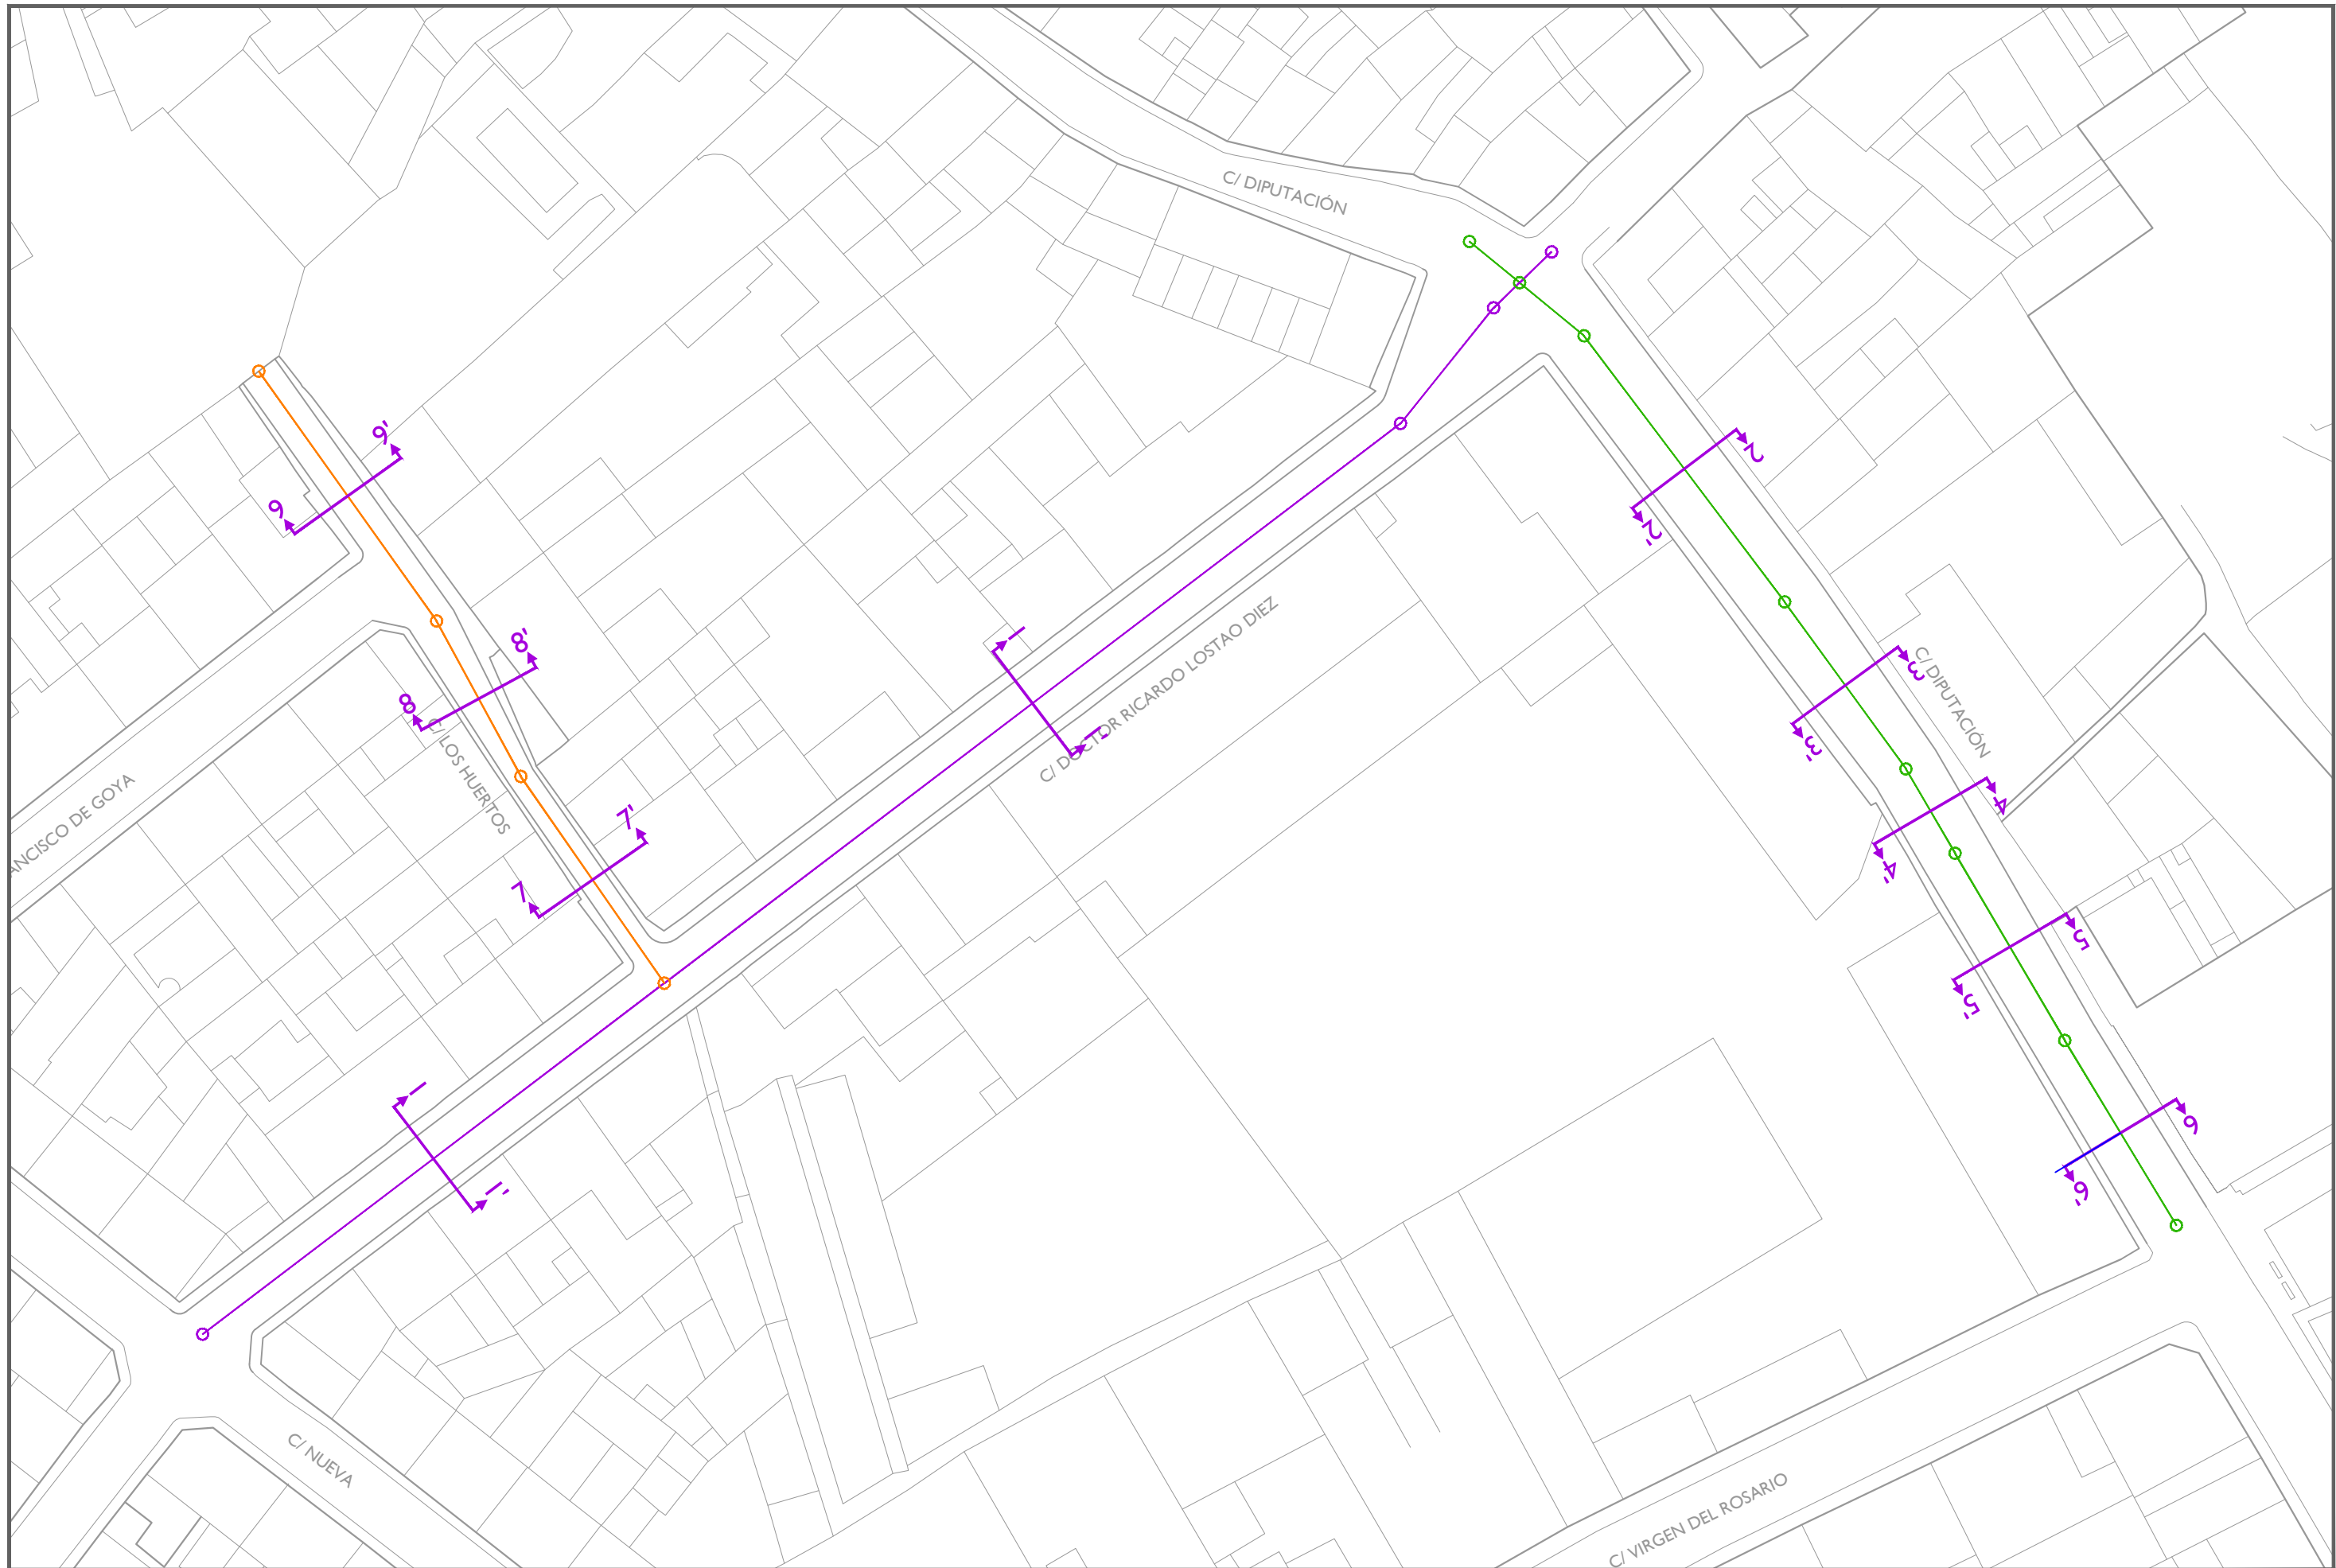 C/ DIPUTACIÓN
9'
9
2
2'
8'
8
C/ LOS HUERTOS
1
1'
C/ DOCTOR RICARDO LOSTAO DIEZ
3
3'
C/ DIPUTACIÓN
4
4'
ANCISCO DE GOYA
7'
7
5
5'
1
1'
6
6'
C/ NUEVA
C/ VIRGEN DEL ROSARIO